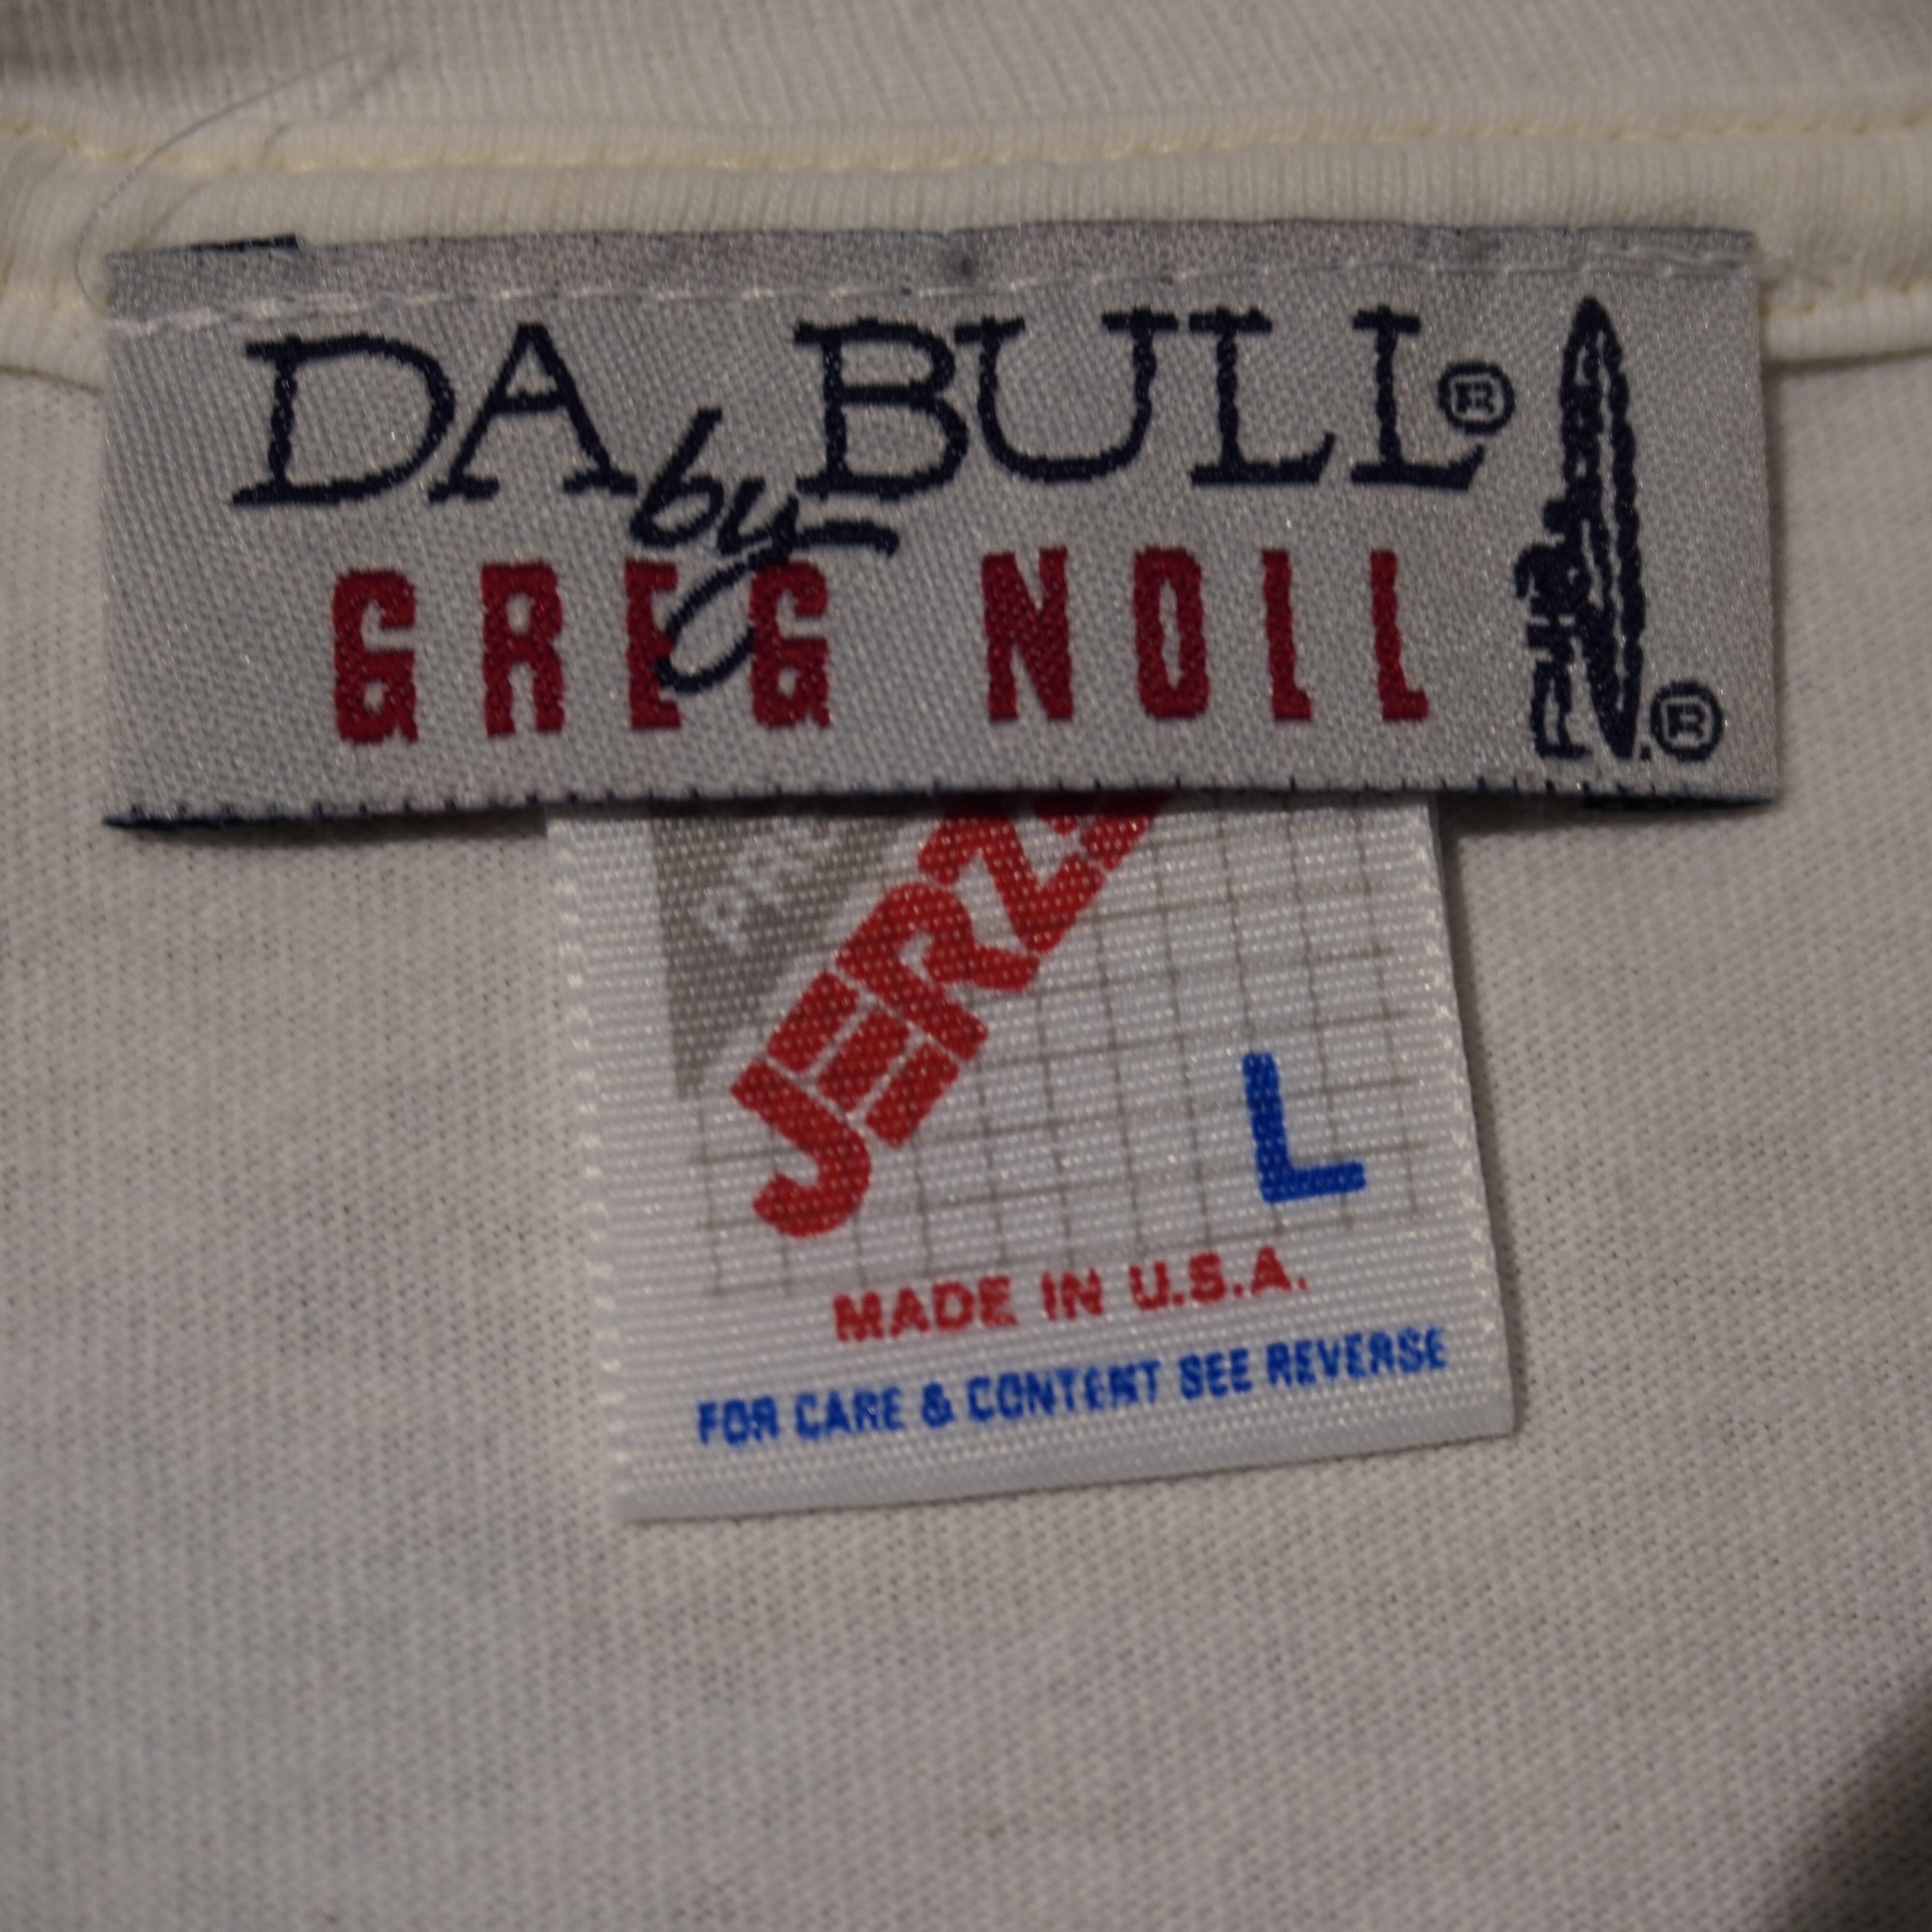 DA BULL®
by
GREG NOLL
®
JERZ
L
MADE IN U.S.A.
FOR CARE & CONTENT SEE REVERSE